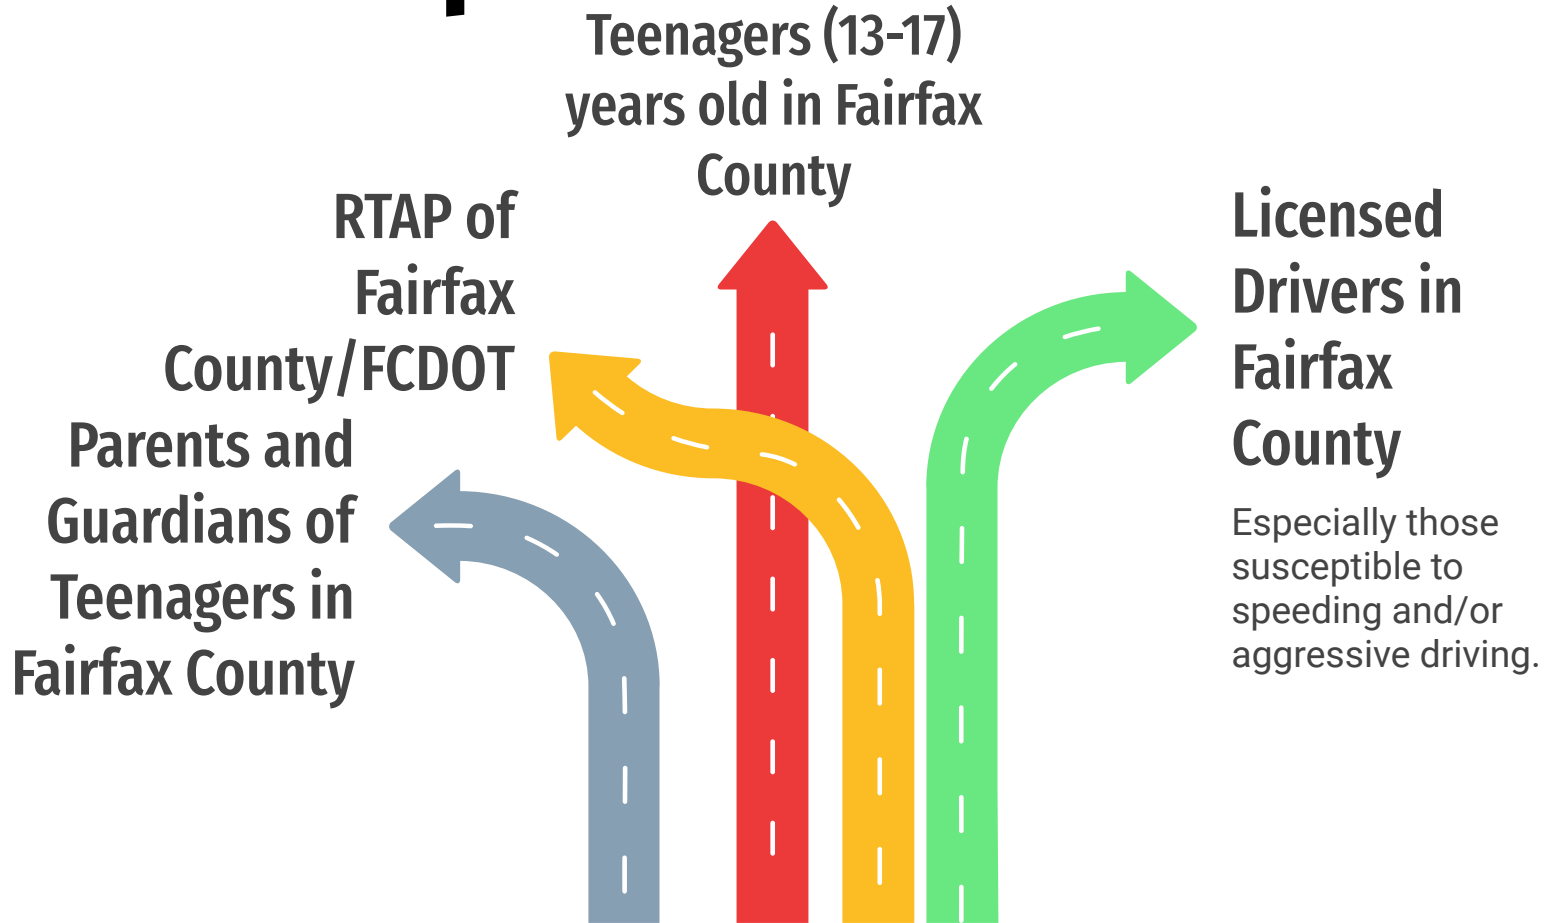 Teenagers (13-17)
years old in Fairfax
County
RTAP of
Fairfax
County/FCDOT
Parents and
Guardians of
Teenagers in
Fairfax County
Licensed
Drivers in
Fairfax
County
Especially those
susceptible to
speeding and/or
aggressive driving.